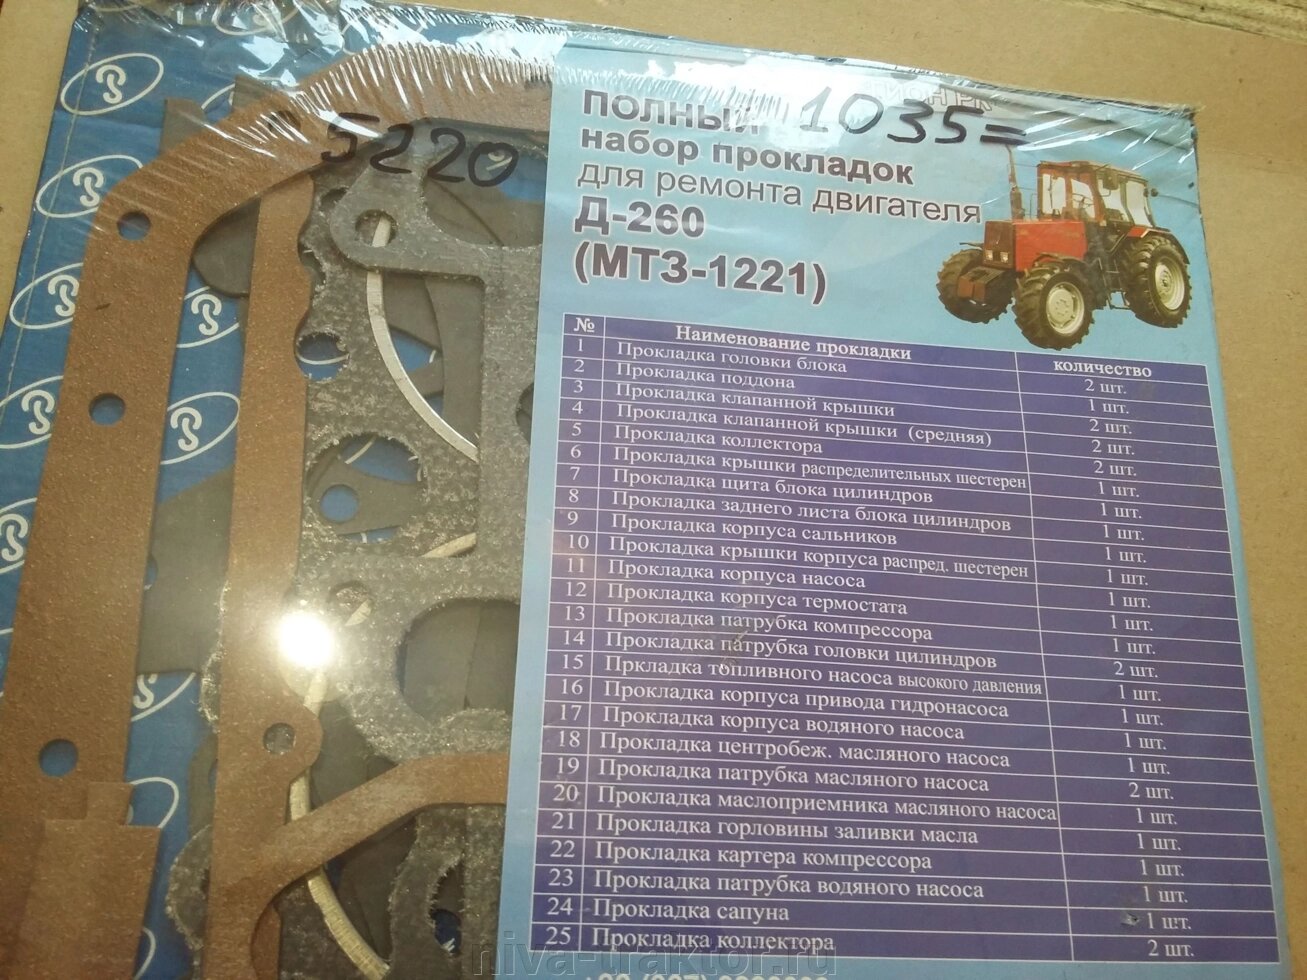 1035=
5220
ПОЛНЫЙ
набор прокладок
для ремонта двигателя
Д-260
(МТЗ-1221)
№ Наименование прокладки количество
1 Прокладка головки блока 2 шт.
2 Прокладка поддона 1 шт.
3 Прокладка клапанной крышки 2 шт.
4 Прокладка клапанной крышки (средняя) 2 шт.
5 Прокладка коллектора 2 шт.
6 Прокладка крышки распределительных шестерен 1 шт.
7 Прокладка щита блока цилиндров 1 шт.
8 Прокладка заднего листа блока цилиндров 1 шт.
9 Прокладка корпуса сальников 1 шт.
10 Прокладка крышки корпуса распред. шестерен 1 шт.
11 Прокладка корпуса насоса 1 шт.
12 Прокладка корпуса термостата 1 шт.
13 Прокладка патрубка компрессора 1 шт.
14 Прокладка патрубка головки цилиндров 2 шт.
15 Пркладка топливного насоса высокого давления 1 шт.
16 Прокладка корпуса привода гидронасоса 1 шт.
17 Прокладка корпуса водяного насоса 1 шт.
18 Прокладка центробеж. масляного насоса 1 шт.
19 Прокладка патрубка масляного насоса 2 шт.
20 Прокладка маслоприемника масляного насоса 1 шт.
21 Прокладка горловины заливки масла 1 шт.
22 Прокладка картера компрессора 1 шт.
23 Прокладка патрубка водяного насоса 1 шт.
24 Прокладка сапуна 1 шт.
25 Прокладка коллектора 2 шт.
niva-traktor.ru